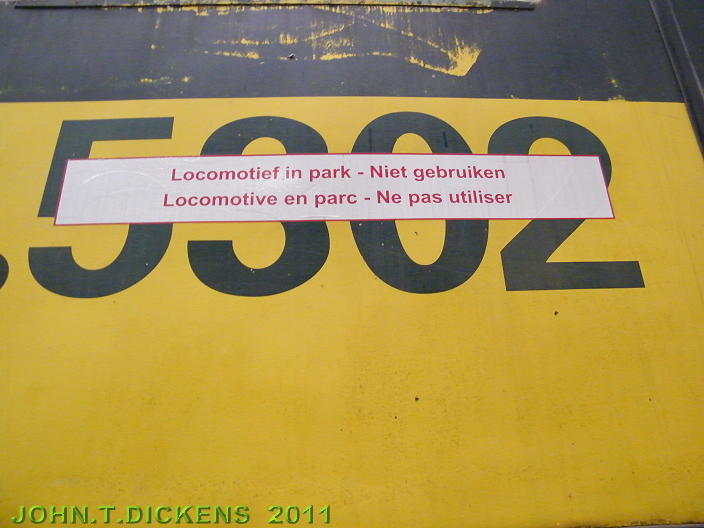 .5302
Locomotief in park - Niet gebruiken
Locomotive en parc - Ne pas utiliser
JOHN.T.DICKENS 2011